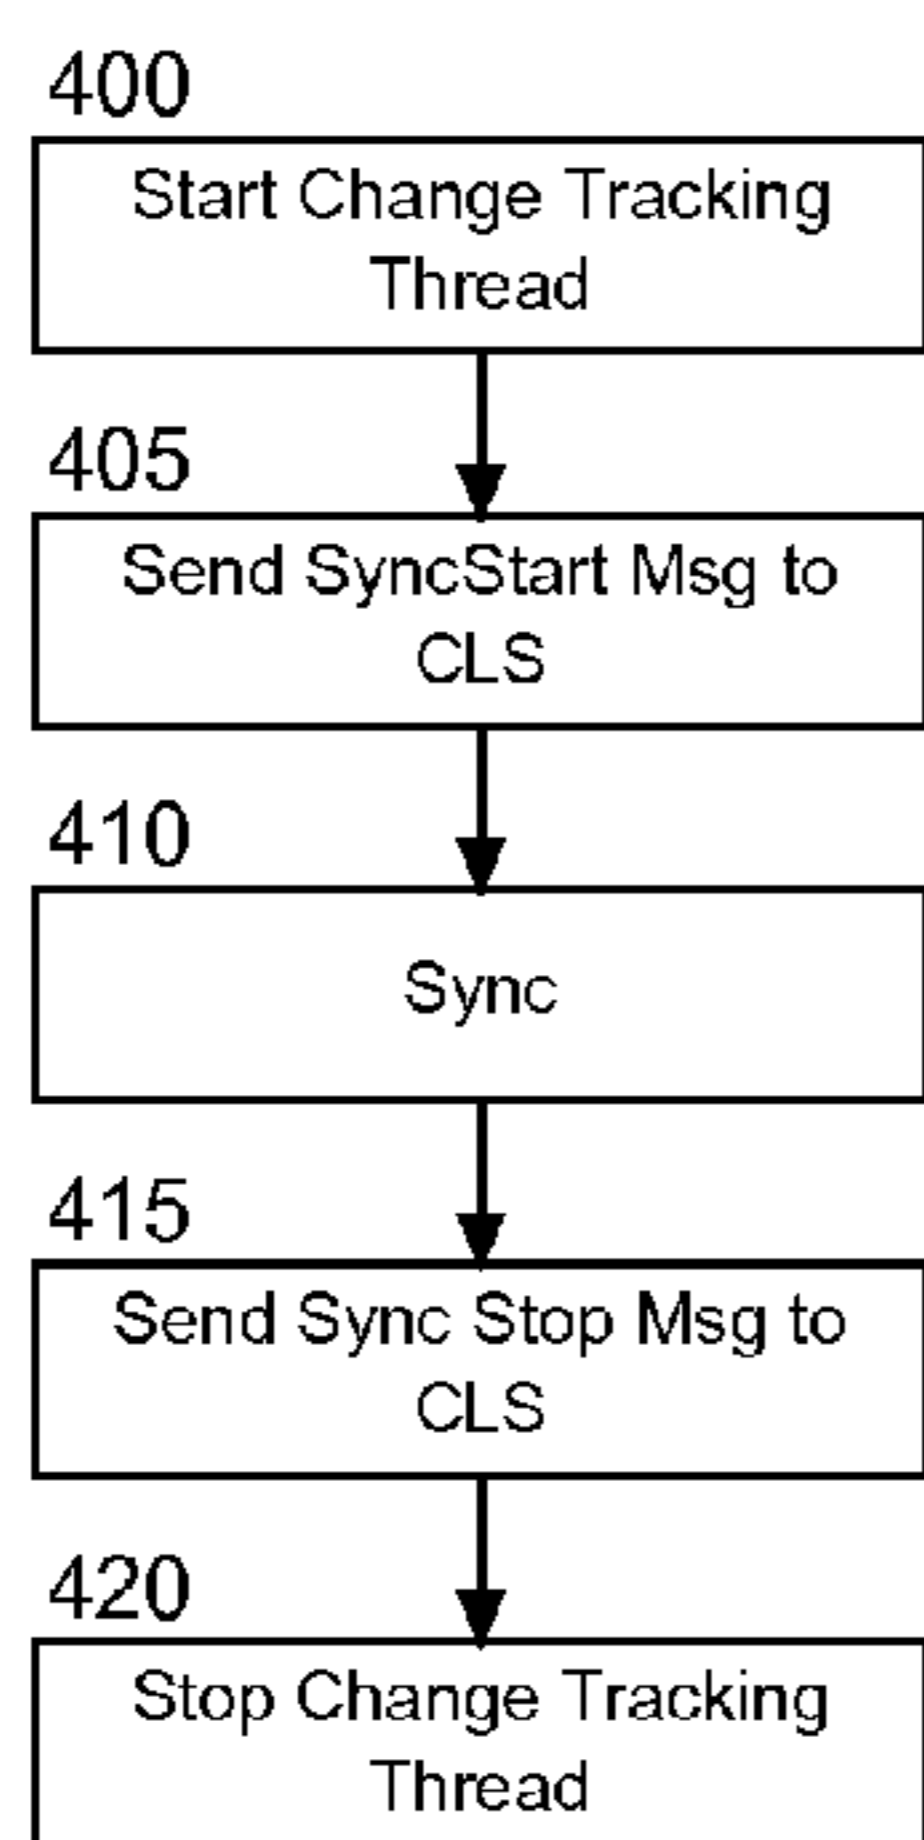 400
Start Change Tracking
Thread
405
Send SyncStart Msg to
CLS
410
Sync
415
Send Sync Stop Msg to
CLS
420
Stop Change Tracking
Thread